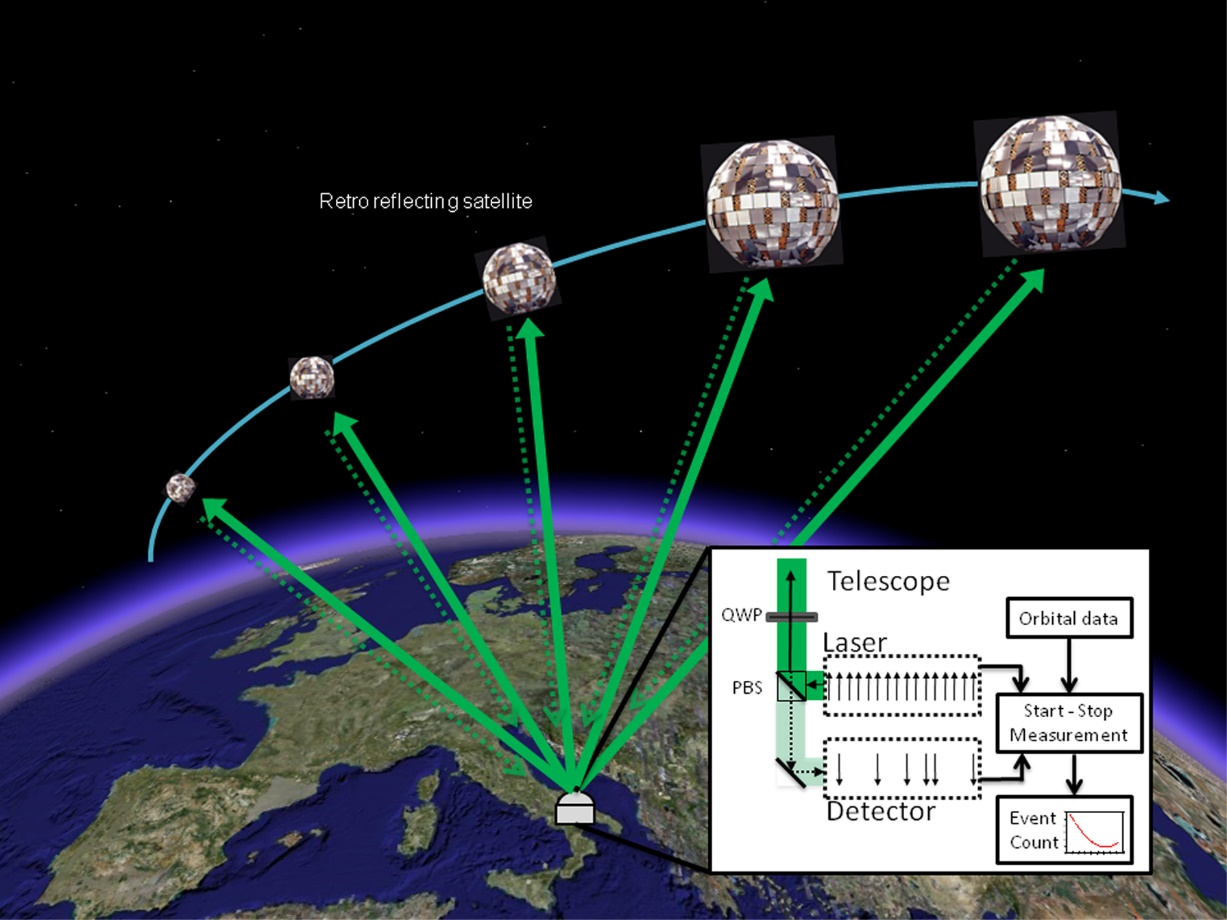 Retro reflecting satellite
Telescope
QWP
Orbital data
Laser
PBS
Start - Stop
Measurement
Detector
Event
Count